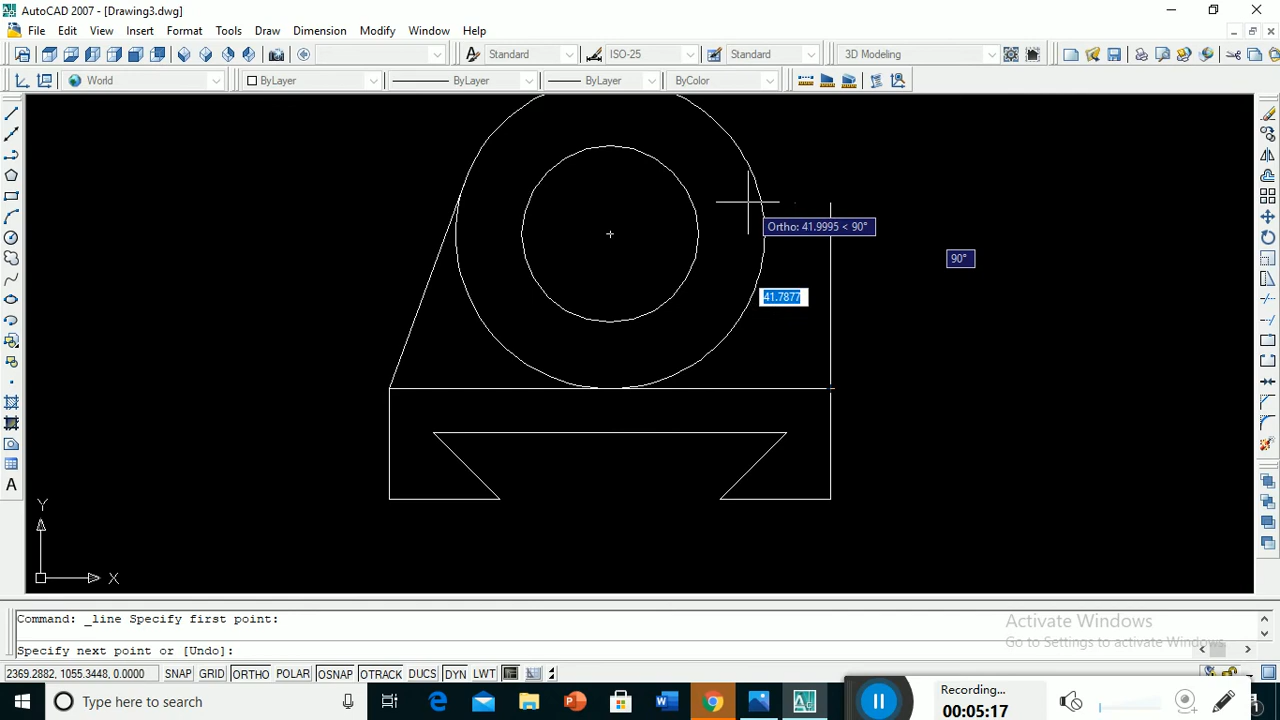 AutoCAD 2007 - [Drawing3.dwg]
File Edit View Insert Format Tools Draw Dimension Modify Window Help
Standard ISO-25 Standard 3D Modeling
World ByLayer ByLayer ByLayer ByColor
Ortho: 41.9995 < 90°
90°
41.7877
Y
X
A
Command: _line Specify first point:
Specify next point or [Undo]:
Activate Windows
Go to Settings to activate Windows.
2369.2882, 1055.3448, 0.0000 SNAP GRID ORTHO POLAR OSNAP OTRACK DUCS DYN LWT
Type here to search
Recording...
00:05:17